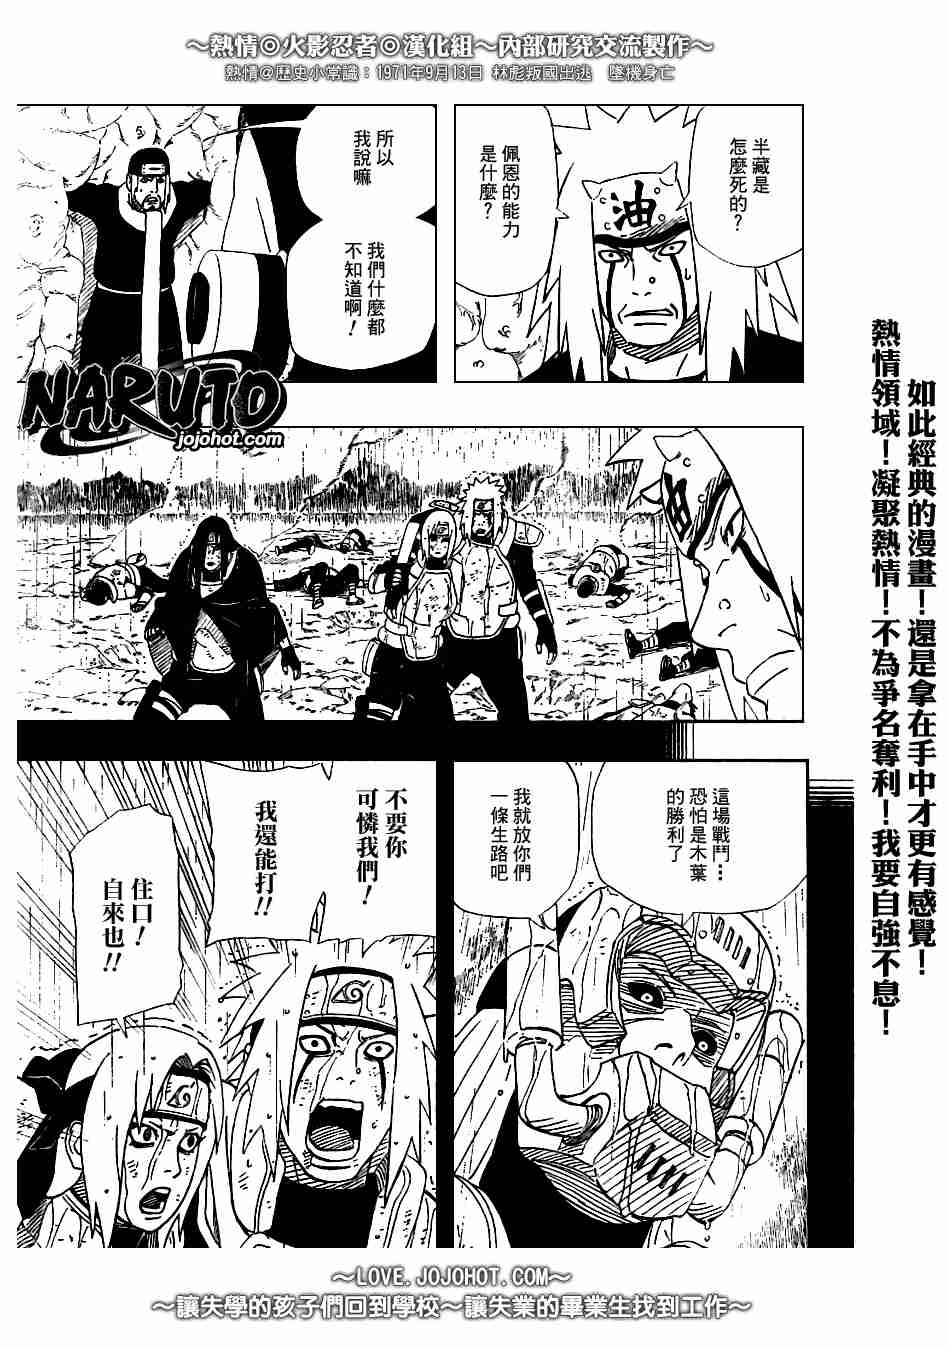 ～熱情◎火影忍者◎漢化組～內部研究交流製作～
熱情@歷史小常識：1971年9月13日 林彪叛國出逃 墜機身亡
半藏是
怎麼死的？
佩恩的能力
是什麼？
油
所以
我說嘛
我們什麼都
不知道啊！
NARUTO
jojohot.com
油
這場戰鬥…
恐怕是木葉
的勝利了
我就放你們
一條生路吧
不要你
可憐我們！
我還能打！！
住口！
自來也！！
如此經典的漫畫！還是拿在手中才更有感覺！
熱情領域！凝聚熱情！不為爭名奪利！我要自強不息！
～LOVE.JOJOHOT.COM～
～讓失學的孩子們回到學校～讓失業的畢業生找到工作～